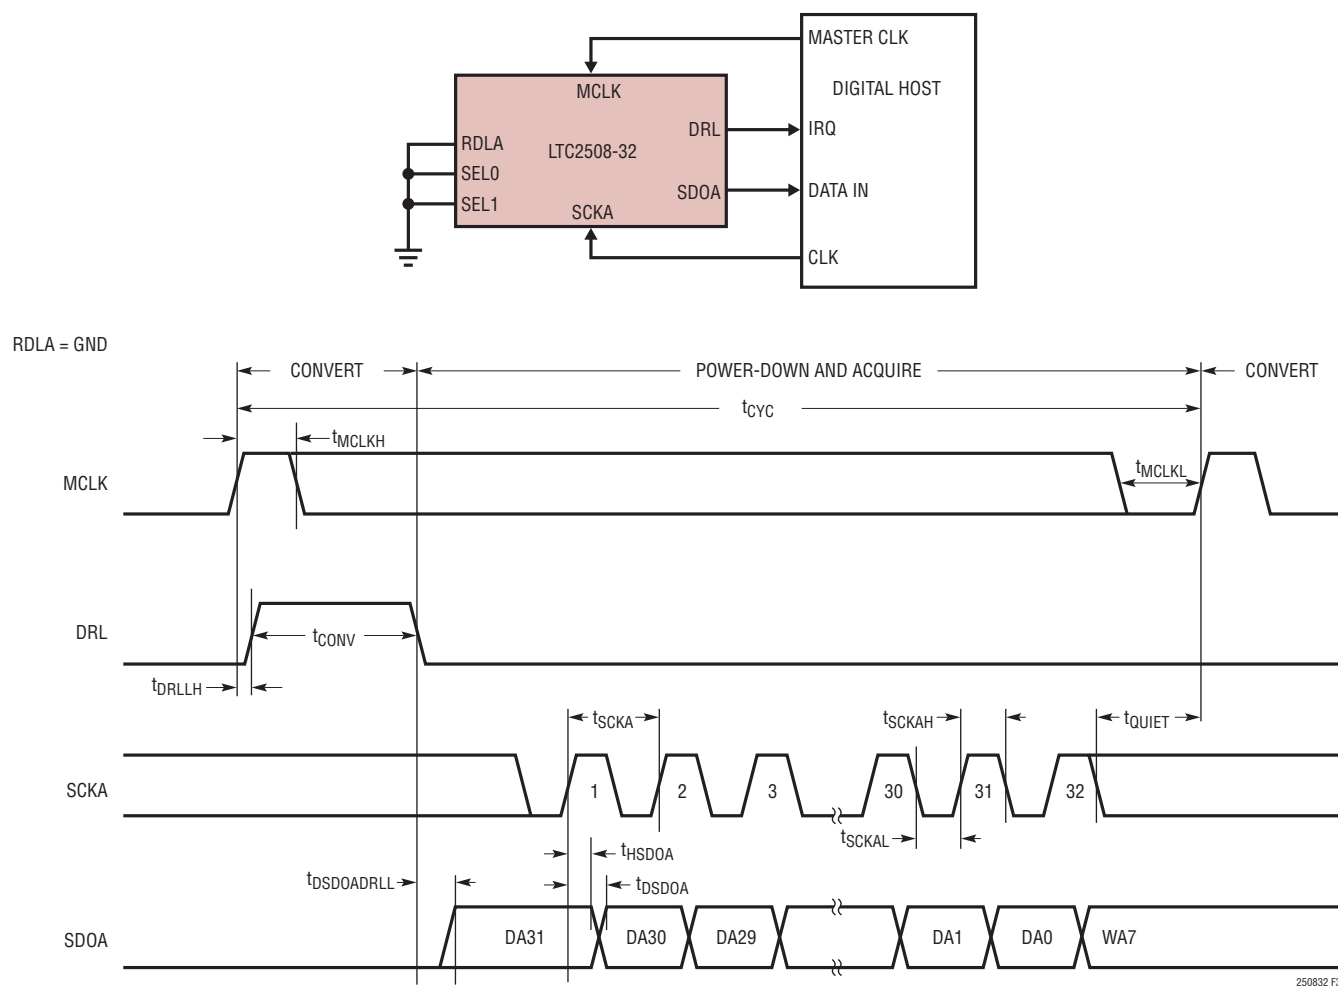 MASTER CLK
MCLK
DIGITAL HOST
DRL
IRQ
RDLA
LTC2508-32
SEL0
SDOA
DATA IN
SEL1
SCKA
CLK
RDLA = GND
CONVERT
POWER-DOWN AND ACQUIRE
CONVERT
tCYC
tMCLKH
tMCLKL
MCLK
DRL
tCONV
tDRLLH
tSCKA
tSCKAH
tQUIET
SCKA
1
2
3
30
31
32
tSCKAL
tHSDOA
tDSDOADRLL
tDSDOA
SDOA
DA31
DA30
DA29
DA1
DA0
WA7